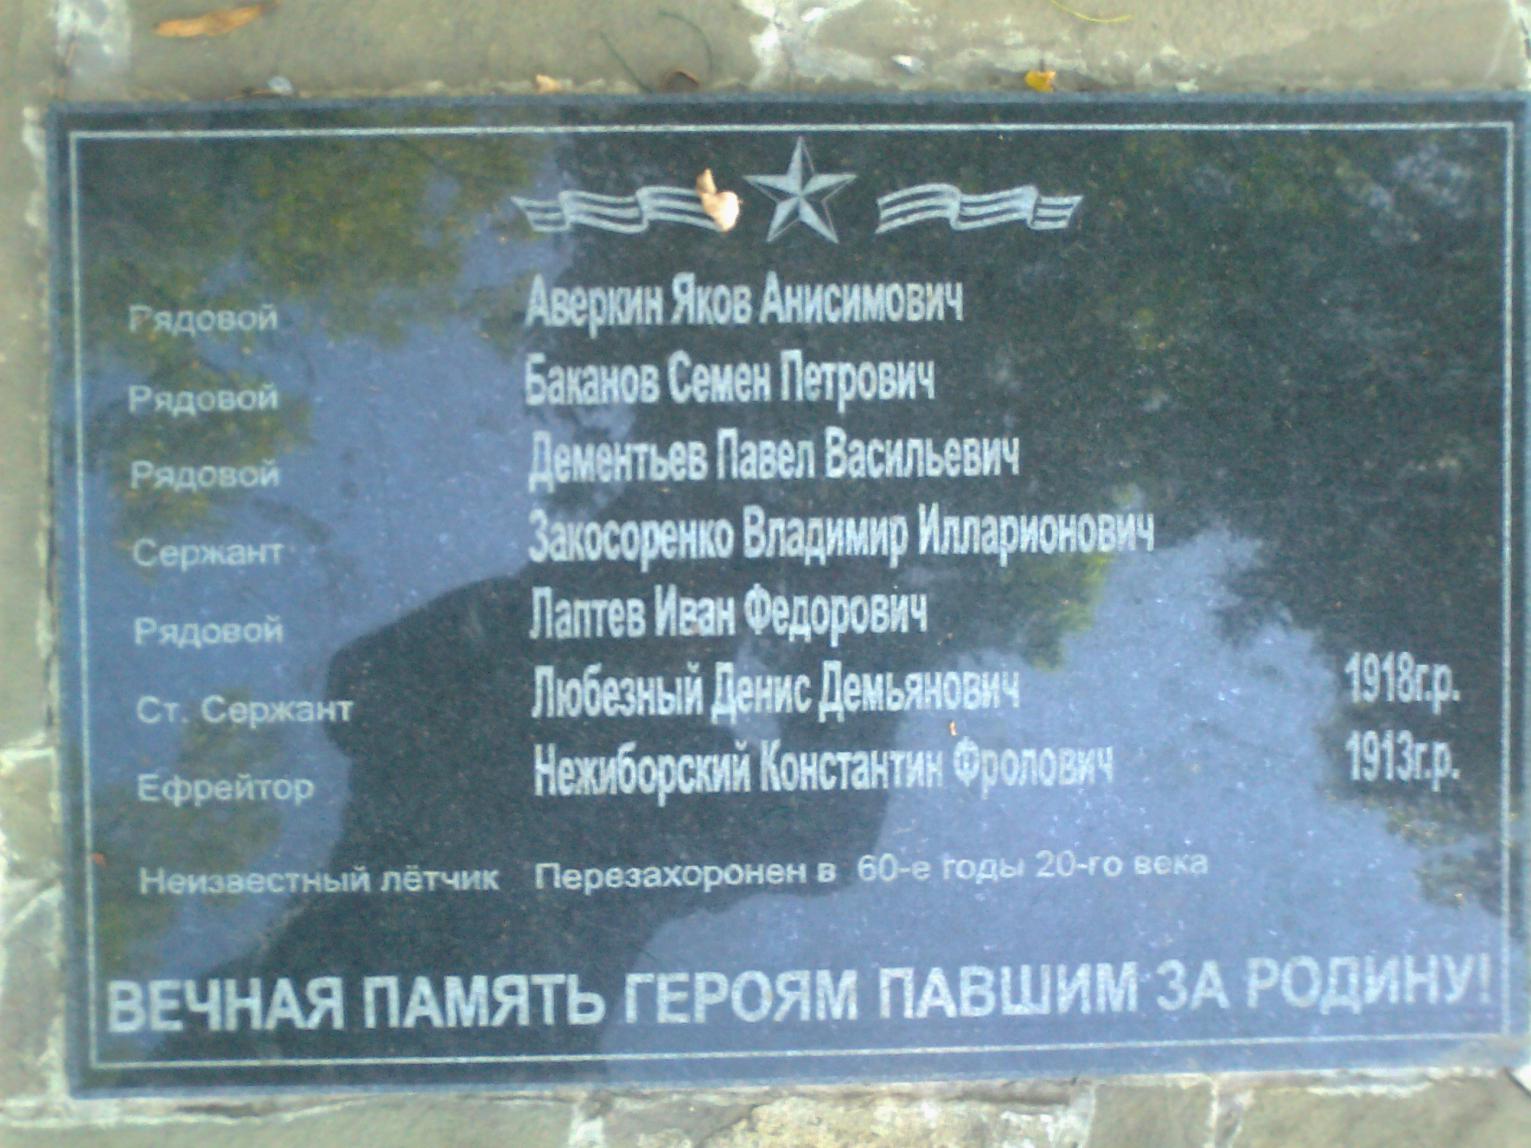 Рядовой Аверкин Яков Анисимович
Рядовой Баканов Семен Петрович
Рядовой Дементьев Павел Васильевич
Сержант Закосоренко Владимир Илларионович
Рядовой Лаптев Иван Федорович
Ст. Сержант Любезный Денис Демьянович 1918г.р.
Ефрейтор Нежиборский Константин Фролович 1913г.р.
Неизвестный лётчик Перезахоронен в 60-е годы 20-го века
ВЕЧНАЯ ПАМЯТЬ ГЕРОЯМ ПАВШИМ ЗА РОДИНУ!